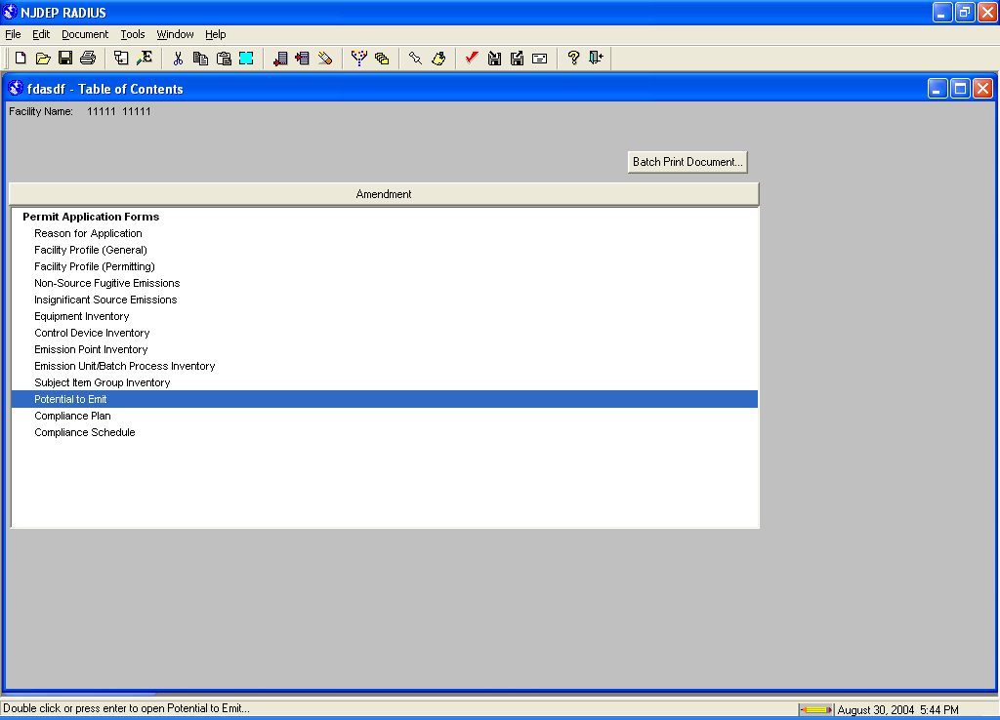 NJDEP RADIUS
File Edit Document Tools Window Help
fdasdf - Table of Contents
Facility Name: 11111 11111
Batch Print Document...
Amendment
Permit Application Forms
Reason for Application
Facility Profile (General)
Facility Profile (Permitting)
Non-Source Fugitive Emissions
Insignificant Source Emissions
Equipment Inventory
Control Device Inventory
Emission Point Inventory
Emission Unit/Batch Process Inventory
Subject Item Group Inventory
Potential to Emit
Compliance Plan
Compliance Schedule
Double click or press enter to open Potential to Emit...
August 30, 2004 5:44 PM